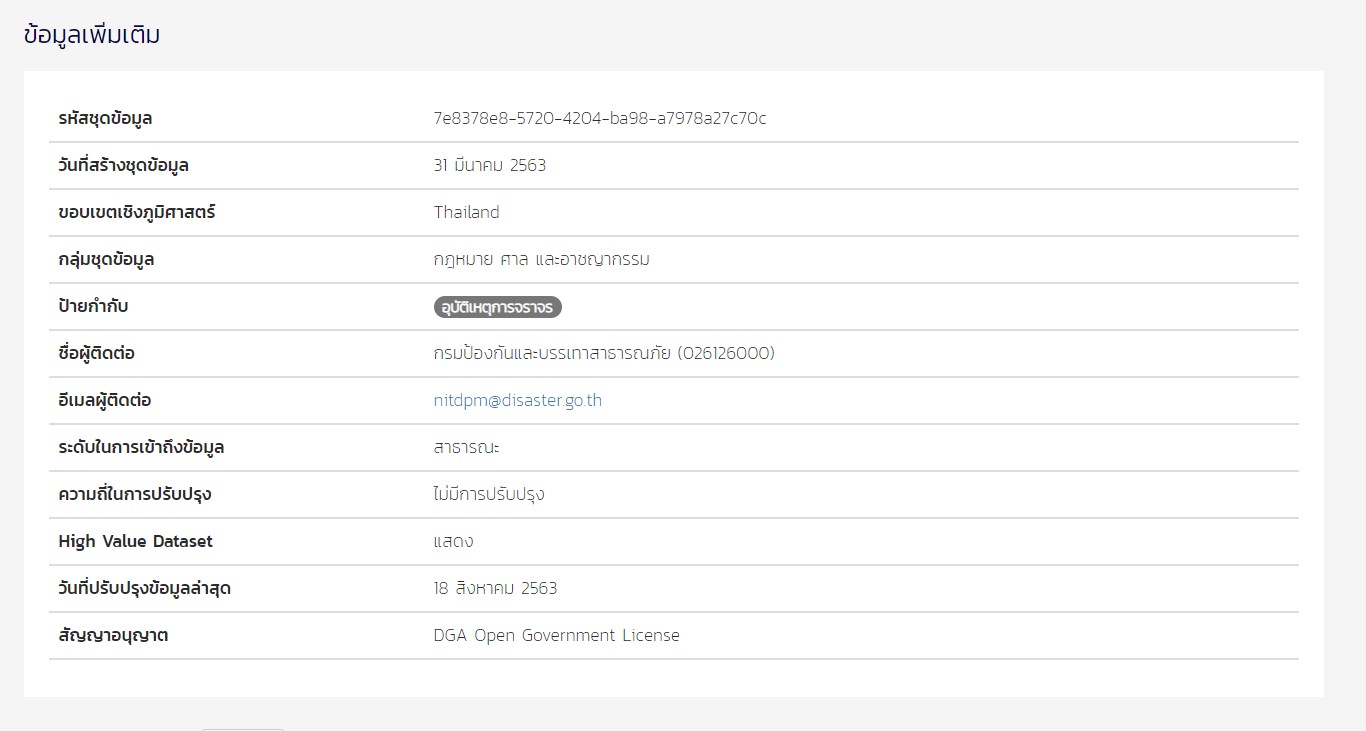 ข้อมูลเพิ่มเติม
รหัสชุดข้อมูล 7e8378e8-5720-4204-ba98-a7978a27c70c
วันที่สร้างชุดข้อมูล 31 มีนาคม 2563
ขอบเขตเชิงภูมิศาสตร์ Thailand
กลุ่มชุดข้อมูล กฎหมาย ศาล และอาชญากรรม
ป้ายกำกับ อุบัติเหตุการจราจร
ชื่อผู้ติดต่อ กรมป้องกันและบรรเทาสาธารณภัย (026126000)
อีเมลผู้ติดต่อ nitdpm@disaster.go.th
ระดับในการเข้าถึงข้อมูล สาธารณะ
ความถี่ในการปรับปรุง ไม่มีการปรับปรุง
High Value Dataset แสดง
วันที่ปรับปรุงข้อมูลล่าสุด 18 สิงหาคม 2563
สัญญาอนุญาต DGA Open Government License